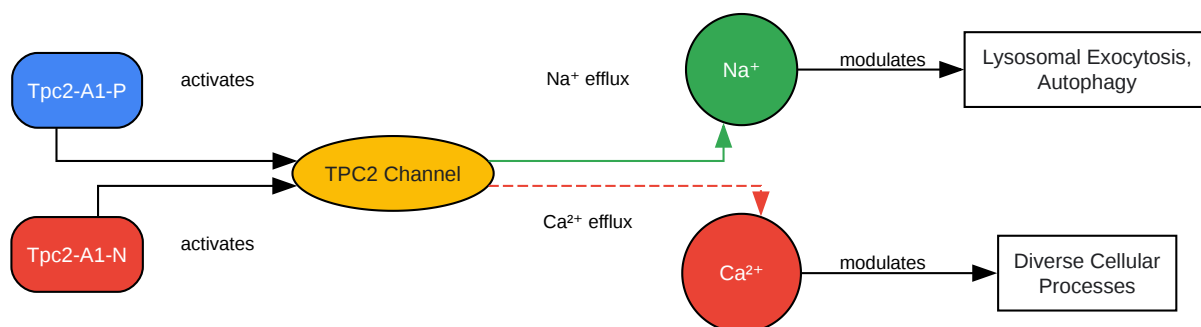 Tpc2-A1-P
activates
Na⁺ efflux
Na⁺
modulates
Lysosomal Exocytosis,
Autophagy
TPC2 Channel
Tpc2-A1-N
activates
Ca²⁺ efflux
Ca²⁺
modulates
Diverse Cellular
Processes